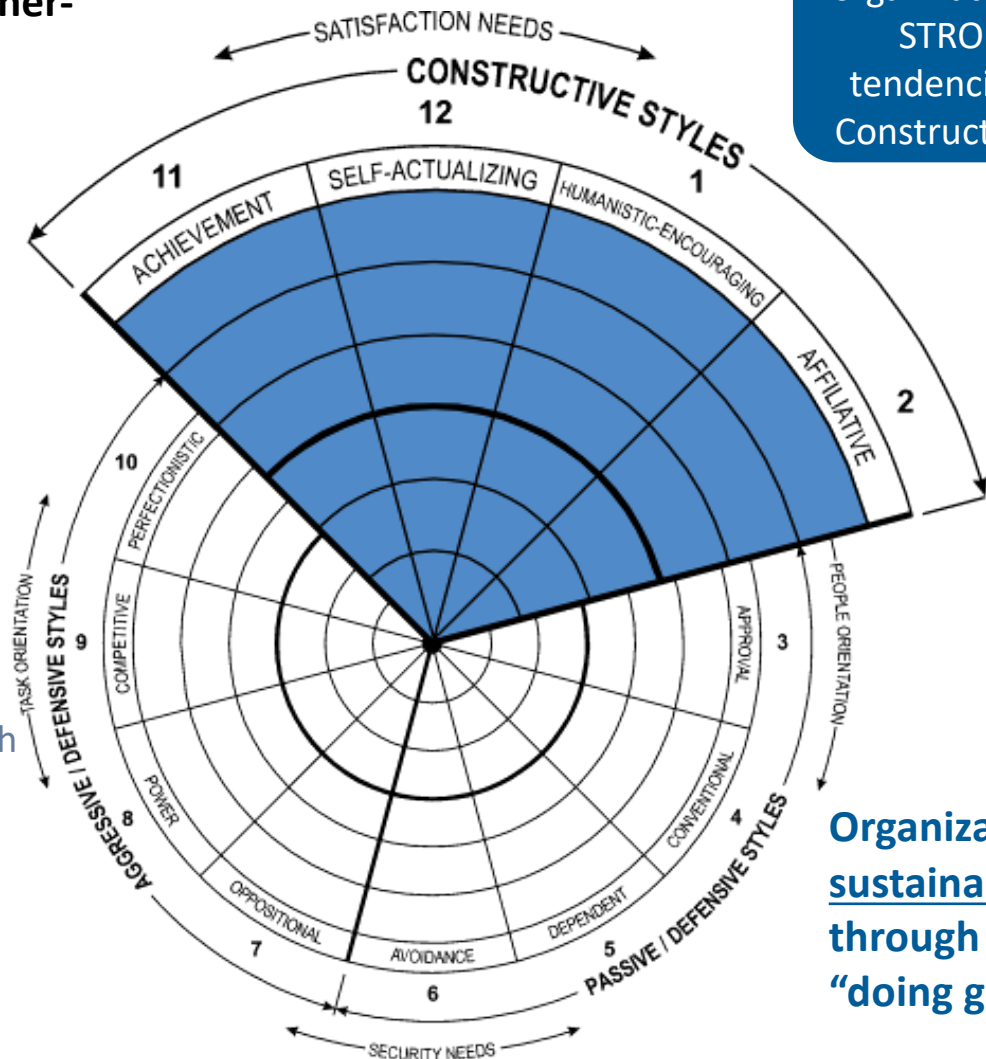 SATISFACTION NEEDS
CONSTRUCTIVE STYLES
STRO
tendenci
Construct
11
12
1
2
ACHIEVEMENT
SELF-ACTUALIZING
HUMANISTIC-ENCOURAGING
AFFILIATIVE
10
PERFECTIONISTIC
9
COMPETITIVE
TASK ORIENTATION
AGGRESSIVE / DEFENSIVE STYLES
8
POWER
7
OPPOSITIONAL
6
AVOIDANCE
5
DEPENDENT
4
CONVENTIONAL
3
APPROVAL
PEOPLE ORIENTATION
PASSIVE / DEFENSIVE STYLES
SECURITY NEEDS
Organiza
sustaina
through
“doing g